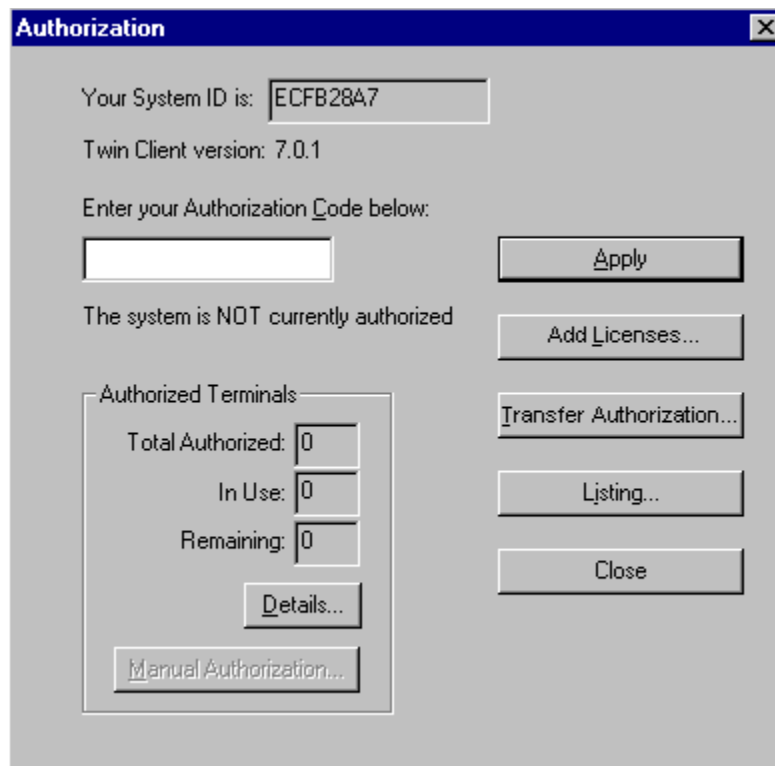 Authorization
Your System ID is: ECFB28A7
Twin Client version: 7.0.1
Enter your Authorization Code below:
Apply
The system is NOT currently authorized
Add Licenses...
Authorized Terminals
Transfer Authorization...
Total Authorized: 0
In Use: 0
Listing...
Remaining: 0
Close
Details...
Manual Authorization...